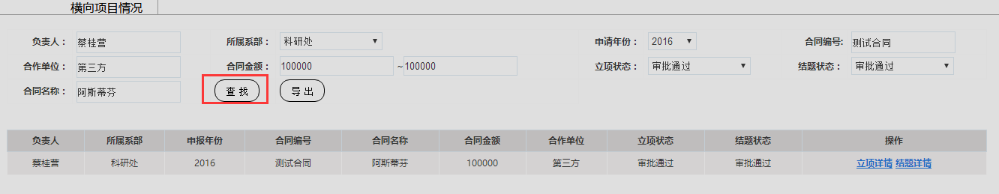 横向项目情况
负责人： 蔡桂营 所属系部： 科研处 申请年份： 2016 合同编号: 测试合同
合作单位： 第三方 合同金额： 100000 ~100000 立项状态： 审批通过 结题状态： 审批通过
合同名称： 阿斯蒂芬 查 找 导 出
负责人 所属系部 申报年份 合同编号 合同名称 合同金额 合作单位 立项状态 结题状态 操作
蔡桂营 科研处 2016 测试合同 阿斯蒂芬 100000 第三方 审批通过 审批通过 立项详情 结题详情